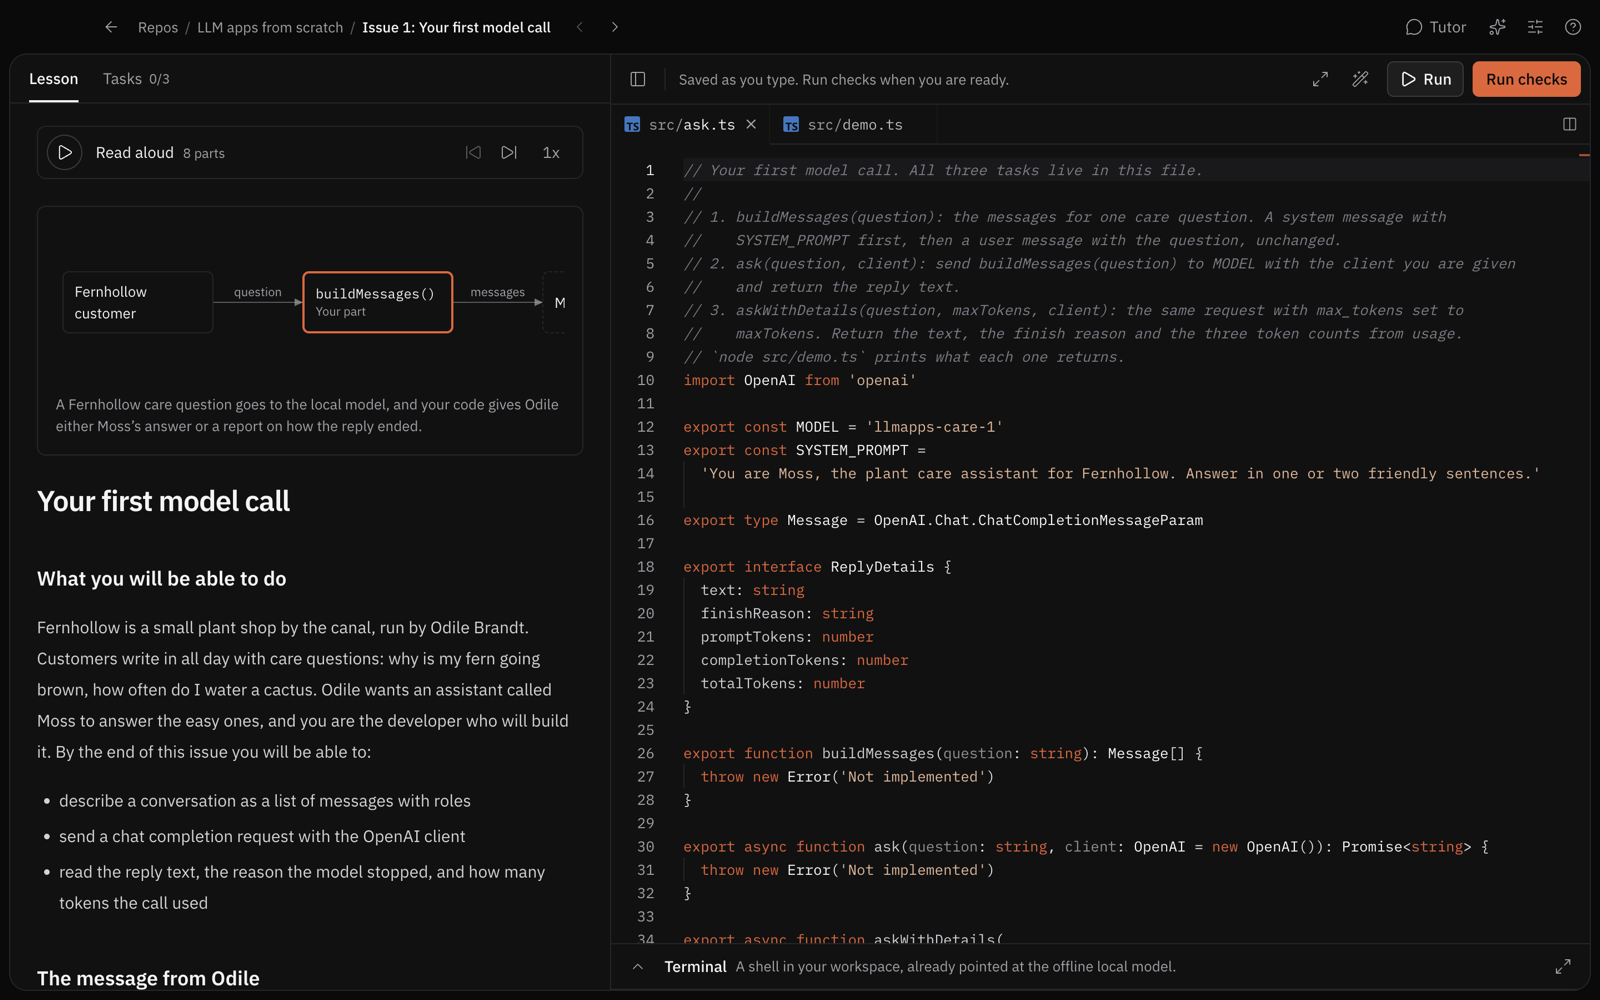 Repos / LLM apps from scratch / Issue 1: Your first model call
Tutor
Lesson
Tasks 0/3
Read aloud 8 parts
1x
Fernhollow
customer
question
buildMessages()
Your part
messages
M
A Fernhollow care question goes to the local model, and your code gives Odile
either Moss’s answer or a report on how the reply ended.
Your first model call
What you will be able to do
Fernhollow is a small plant shop by the canal, run by Odile Brandt.
Customers write in all day with care questions: why is my fern going
brown, how often do I water a cactus. Odile wants an assistant called
Moss to answer the easy ones, and you are the developer who will build
it. By the end of this issue you will be able to:
• describe a conversation as a list of messages with roles
• send a chat completion request with the OpenAI client
• read the reply text, the reason the model stopped, and how many
tokens the call used
The message from Odile
Saved as you type. Run checks when you are ready.
Run
Run checks
TS src/ask.ts
TS src/demo.ts
1 // Your first model call. All three tasks live in this file.
2 //
3 // 1. buildMessages(question): the messages for one care question. A system message with
4 //    SYSTEM_PROMPT first, then a user message with the question, unchanged.
5 // 2. ask(question, client): send buildMessages(question) to MODEL with the client you are given
6 //    and return the reply text.
7 // 3. askWithDetails(question, maxTokens, client): the same request with max_tokens set to
8 //    maxTokens. Return the text, the finish reason and the three token counts from usage.
9 // `node src/demo.ts` prints what each one returns.
10 import OpenAI from 'openai'
11
12 export const MODEL = 'llmapps-care-1'
13 export const SYSTEM_PROMPT =
14   'You are Moss, the plant care assistant for Fernhollow. Answer in one or two friendly sentences.'
15
16 export type Message = OpenAI.Chat.ChatCompletionMessageParam
17
18 export interface ReplyDetails {
19   text: string
20   finishReason: string
21   promptTokens: number
22   completionTokens: number
23   totalTokens: number
24 }
25
26 export function buildMessages(question: string): Message[] {
27   throw new Error('Not implemented')
28 }
29
30 export async function ask(question: string, client: OpenAI = new OpenAI()): Promise<string> {
31   throw new Error('Not implemented')
32 }
33
34 export async function askWithDetails(
Terminal A shell in your workspace, already pointed at the offline local model.